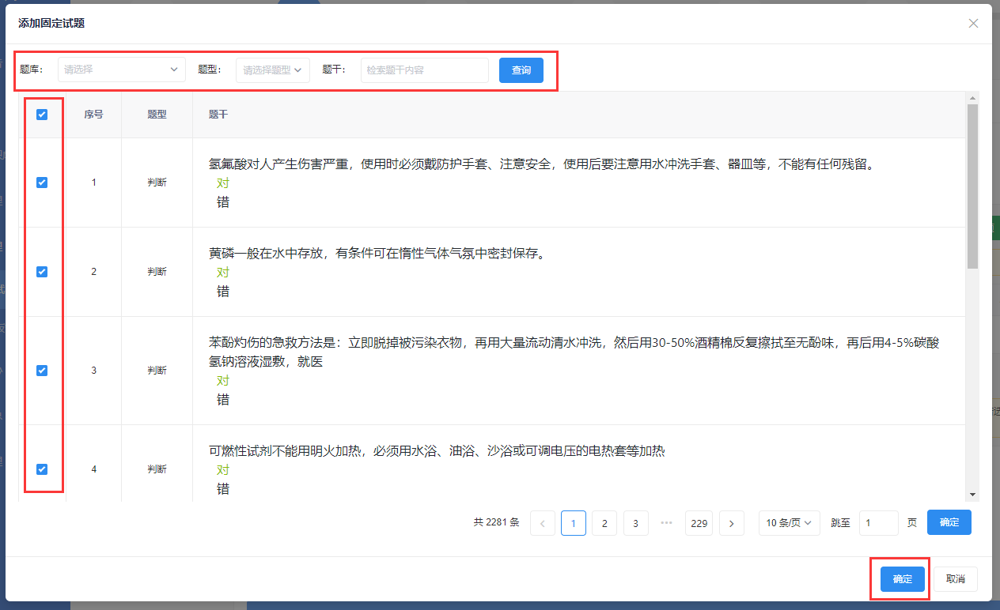 添加固定试题
题库： 请选择 题型： 请选择题型 题干： 检索题干内容 查询
序号 题型 题干
1 判断 氢氟酸对人产生伤害严重，使用时必须戴防护手套、注意安全，使用后要注意用水冲洗手套、器皿等，不能有任何残留。
对
错
2 判断 黄磷一般在水中存放，有条件可在惰性气体气氛中密封保存。
对
错
3 判断 苯酚灼伤的急救方法是：立即脱掉被污染衣物，再用大量流动清水冲洗，然后用30-50%酒精棉反复擦拭至无酚味，再后用4-5%碳酸
氢钠溶液湿敷，就医
对
错
4 判断 可燃性试剂不能用明火加热，必须用水浴、油浴、沙浴或可调电压的电热套等加热
对
错
共 2281 条 1 2 3 ••• 229 10 条/页 跳至 1 页 确定
确定 取消